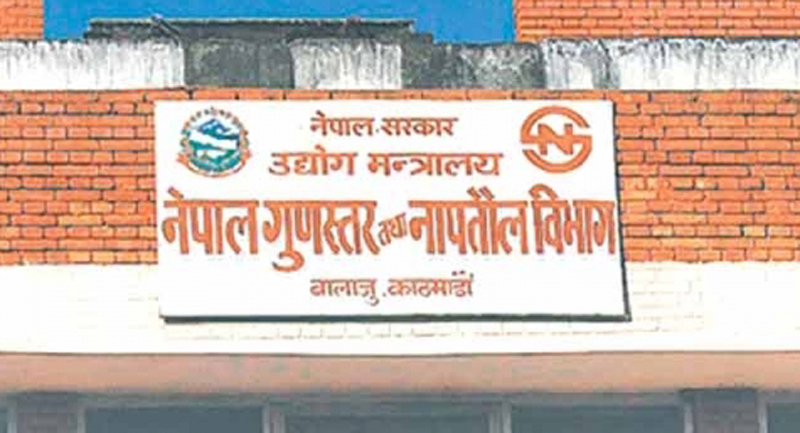 नेपाल सरकार
उद्योग मन्त्रालय
नेपाल गुणस्तर तथा नापतौल विभाग
बालाजु, काठमाडौं